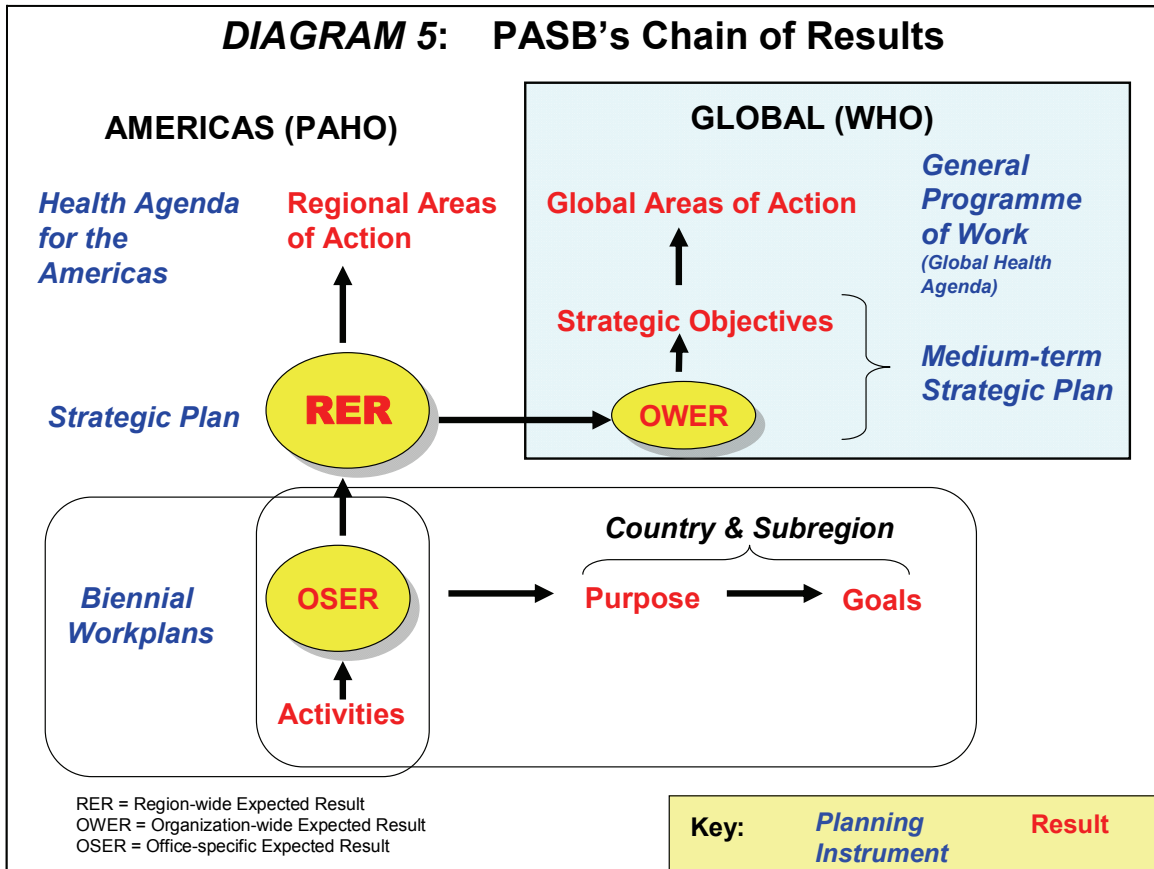 DIAGRAM 5: PASB's Chain of Results
AMERICAS (PAHO)
GLOBAL (WHO)
Health Agenda
for the
Americas
Regional Areas
of Action
Global Areas of Action
General
Programme
of Work
(Global Health
Agenda)
Strategic Objectives
Medium-term
Strategic Plan
Strategic Plan
RER
OWER
Country & Subregion
Biennial
Workplans
OSER
Purpose
Goals
Activities
RER = Region-wide Expected Result
OWER = Organization-wide Expected Result
OSER = Office-specific Expected Result
Key:
Planning
Instrument
Result